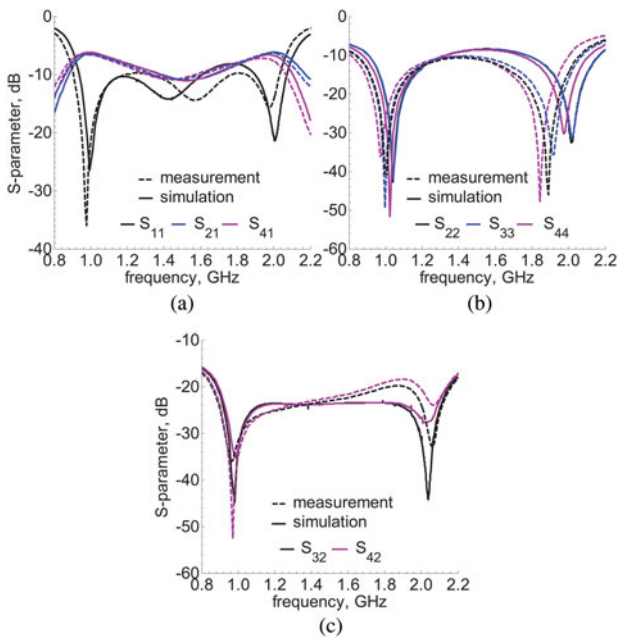 0
-10
-20
-30
-40
S-parameter, dB
measurement
simulation
S11 S21 S41
0.8 1.0 1.2 1.4 1.6 1.8 2.0 2.2
frequency, GHz
(a)
0
-10
-20
-30
-40
-50
-60
measurement
simulation
S22 S33 S44
0.8 1.0 1.2 1.4 1.6 1.8 2.0 2.2
frequency, GHz
(b)
-10
-20
-30
-40
-50
-60
S-parameter, dB
measurement
simulation
S32 S42
0.8 1.0 1.2 1.4 1.6 1.8 2.0 2.2
frequency, GHz
(c)